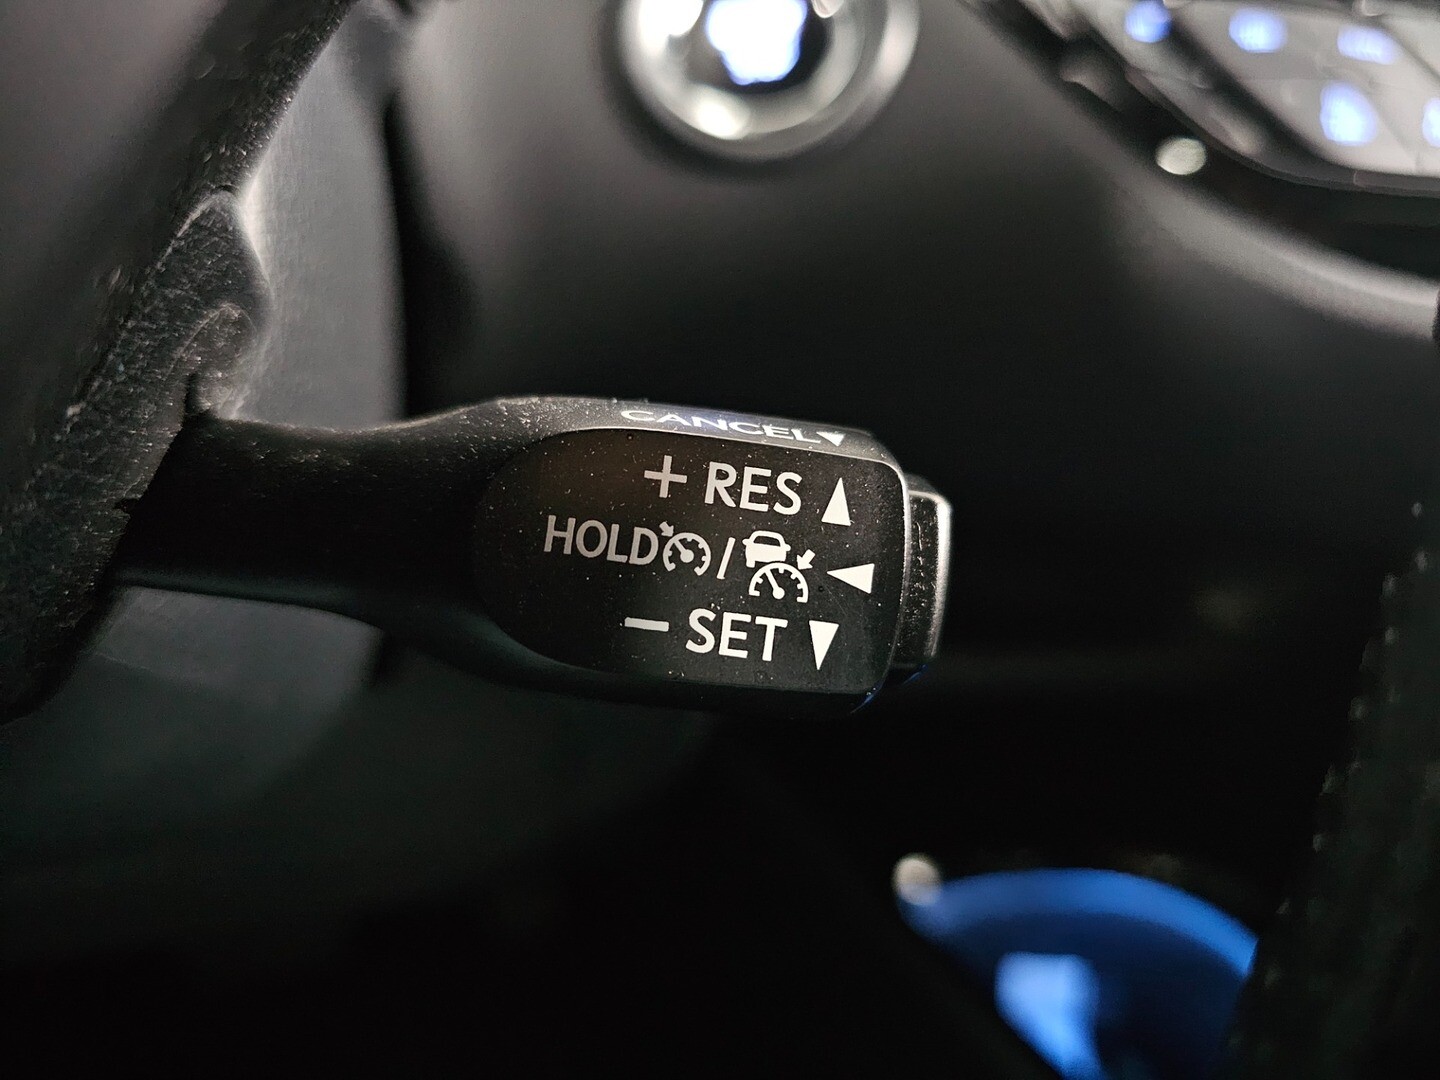 CANCEL
+ RES
HOLD /
− SET